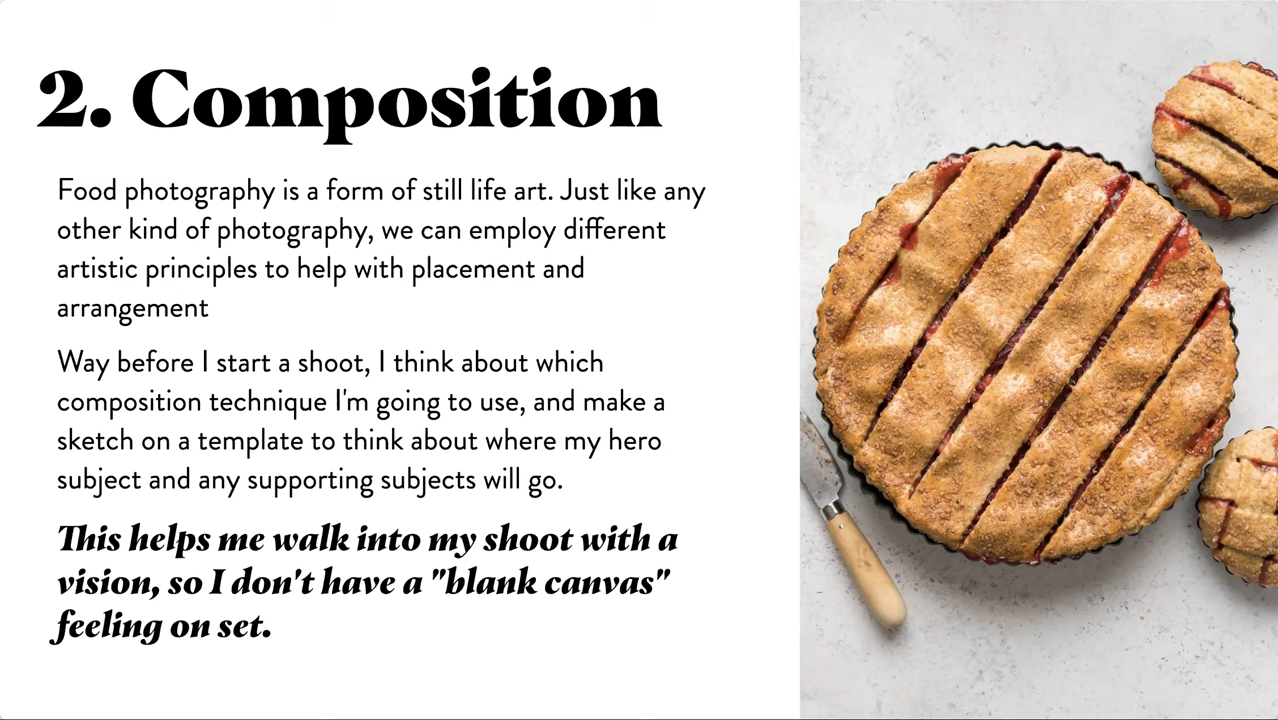 2. Composition
Food photography is a form of still life art. Just like any
other kind of photography, we can employ different
artistic principles to help with placement and
arrangement
Way before I start a shoot, I think about which
composition technique I'm going to use, and make a
sketch on a template to think about where my hero
subject and any supporting subjects will go.
This helps me walk into my shoot with a
vision, so I don't have a "blank canvas"
feeling on set.